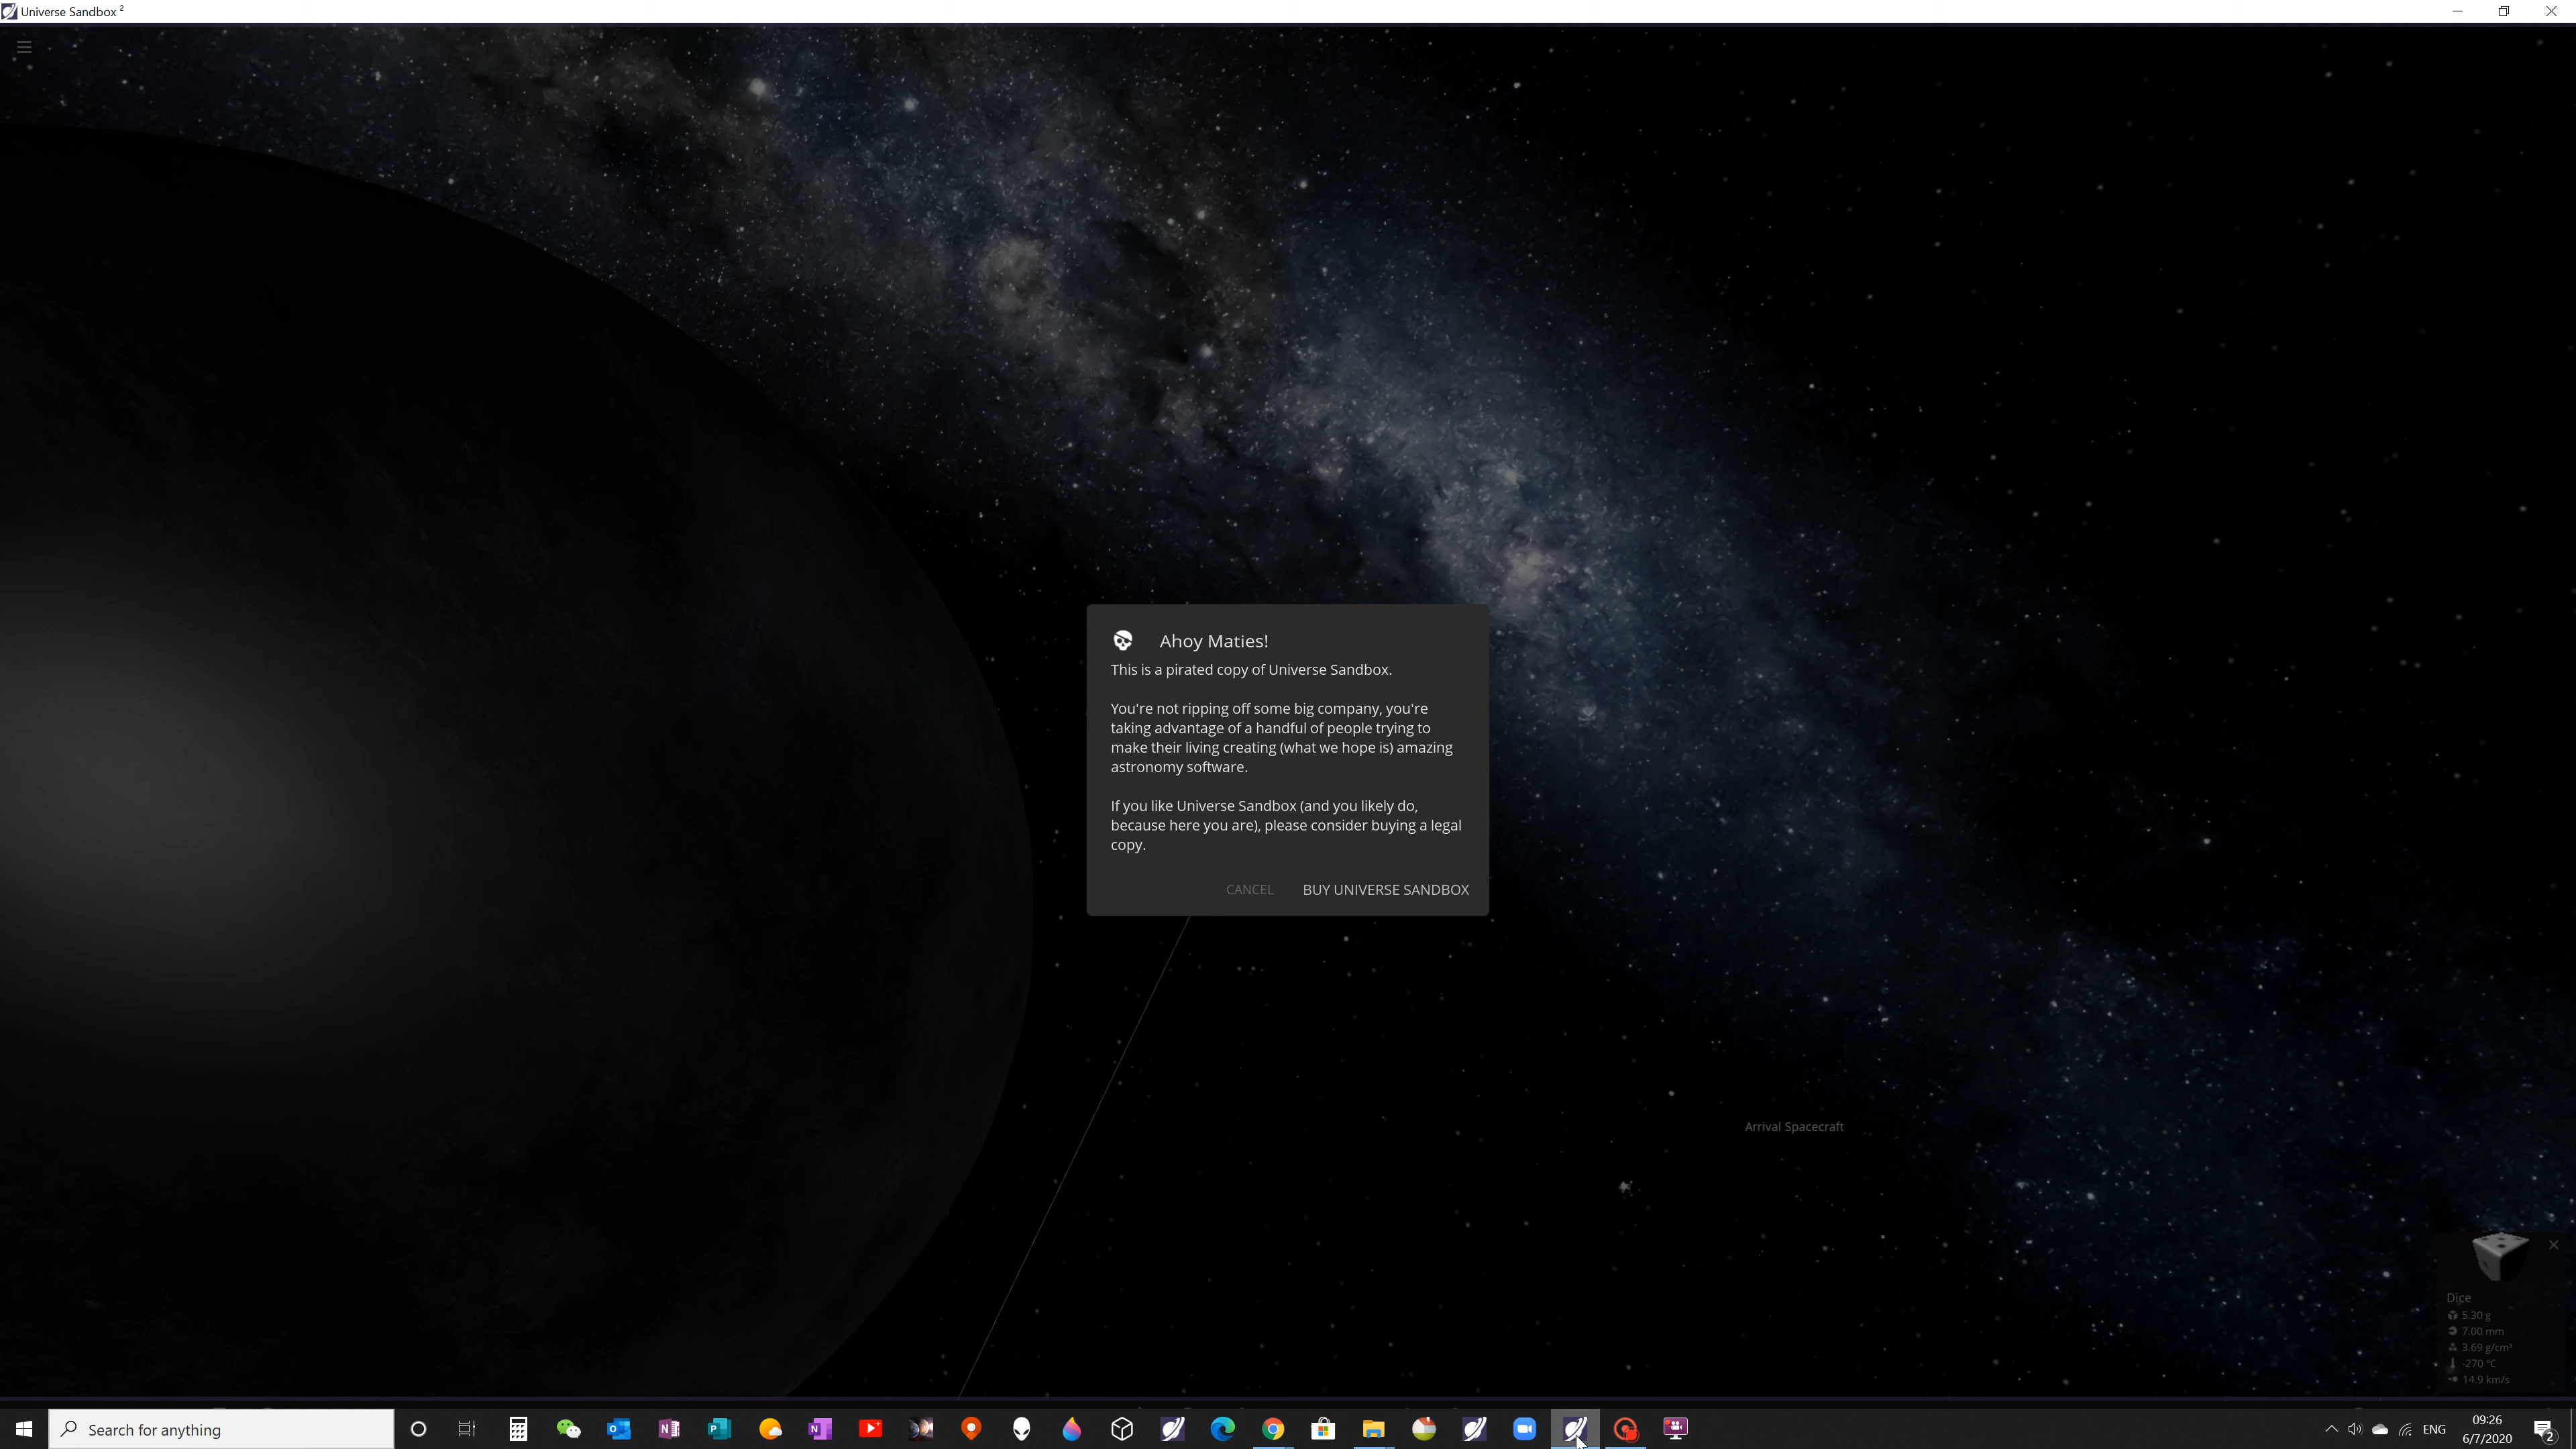 Universe Sandbox ²
Ahoy Maties!
This is a pirated copy of Universe Sandbox.
You're not ripping off some big company, you're
taking advantage of a handful of people trying to
make their living creating (what we hope is) amazing
astronomy software.
If you like Universe Sandbox (and you likely do,
because here you are), please consider buying a legal
copy.
CANCEL BUY UNIVERSE SANDBOX
Arrival Spacecraft
Dice
5.30 g
7.00 mm
3.69 g/cm³
-270 °C
14.9 km/s
Search for anything
ENG
09:26
6/7/2020
2